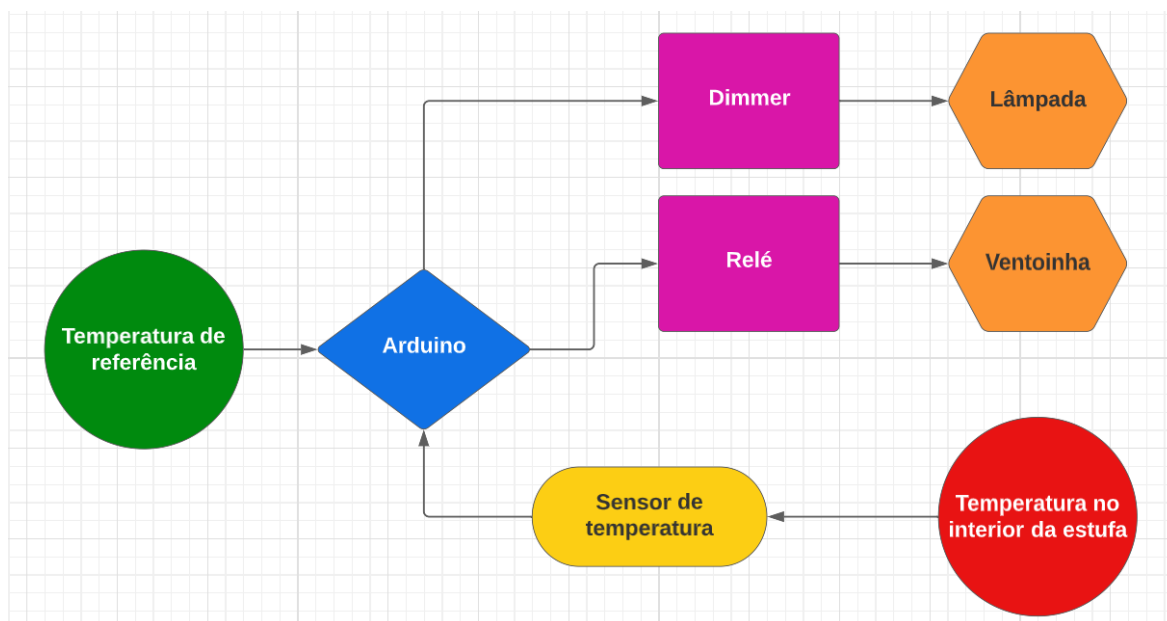 Dimmer
Lâmpada
Relé
Ventoinha
Temperatura de
referência
Arduino
Sensor de
temperatura
Temperatura no
interior da estufa